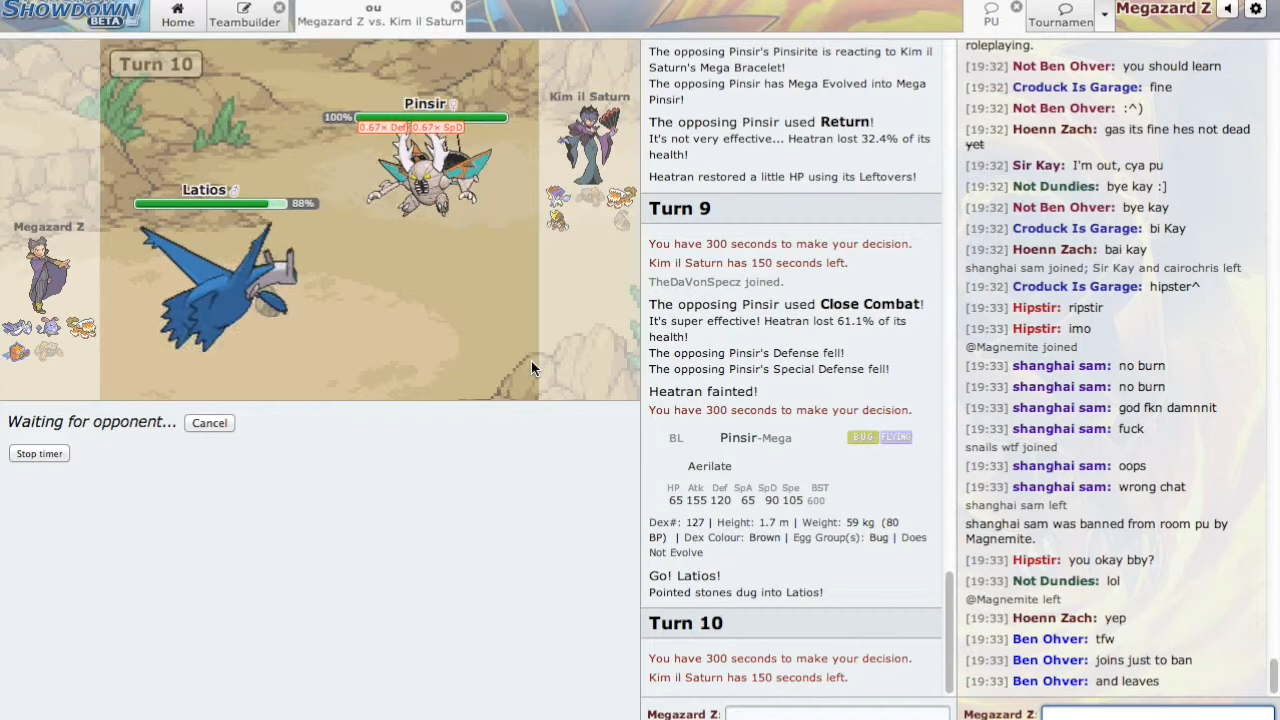 SHOWDOWN
BETA
Home
Teambuilder
ou
Megazard Z vs. Kim il Saturn
PU
Tournamen
Megazard Z
Turn 10
Pinsir
100%
0.67× Def 0.67× SpD
Kim il Saturn
Latios
88%
Megazard Z
Waiting for opponent...
Cancel
Stop timer
The opposing Pinsir's Pinsirite is reacting to Kim il
Saturn's Mega Bracelet!
The opposing Pinsir has Mega Evolved into Mega
Pinsir!
The opposing Pinsir used Return!
It's not very effective... Heatran lost 32.4% of its
health!
Heatran restored a little HP using its Leftovers!
Turn 9
You have 300 seconds to make your decision.
Kim il Saturn has 150 seconds left.
TheDaVonSpecz joined.
The opposing Pinsir used Close Combat!
It's super effective! Heatran lost 61.1% of its
health!
The opposing Pinsir's Defense fell!
The opposing Pinsir's Special Defense fell!
Heatran fainted!
You have 300 seconds to make your decision.
BL Pinsir-Mega BUG FLYING
Aerilate
HP Atk Def SpA SpD Spe BST
65 155 120 65 90 105 600
Dex#: 127 | Height: 1.7 m | Weight: 59 kg (80
BP) | Dex Colour: Brown | Egg Group(s): Bug | Does
Not Evolve
Go! Latios!
Pointed stones dug into Latios!
Turn 10
You have 300 seconds to make your decision.
Kim il Saturn has 150 seconds left.
Megazard Z:
roleplaying.
[19:32] Not Ben Ohver: you should learn
[19:32] Croduck Is Garage: fine
[19:32] Not Ben Ohver: :^)
[19:32] Hoenn Zach: gas its fine hes not dead
yet
[19:32] Sir Kay: I'm out, cya pu
[19:32] Not Dundies: bye kay :]
[19:32] Not Ben Ohver: bye kay
[19:32] Croduck Is Garage: bi Kay
[19:32] Hoenn Zach: bai kay
shanghai sam joined; Sir Kay and cairochris left
[19:32] Croduck Is Garage: hipster^
[19:33] Hipstir: ripstir
[19:33] Hipstir: imo
@Magnemite joined
[19:33] shanghai sam: no burn
[19:33] shanghai sam: no burn
[19:33] shanghai sam: god fkn damnnit
[19:33] shanghai sam: fuck
snails wtf joined
[19:33] shanghai sam: oops
[19:33] shanghai sam: wrong chat
shanghai sam left
shanghai sam was banned from room pu by
Magnemite.
[19:33] Hipstir: you okay bby?
[19:33] Not Dundies: lol
@Magnemite left
[19:33] Hoenn Zach: yep
[19:33] Ben Ohver: tfw
[19:33] Ben Ohver: joins just to ban
[19:33] Ben Ohver: and leaves
Megazard Z: